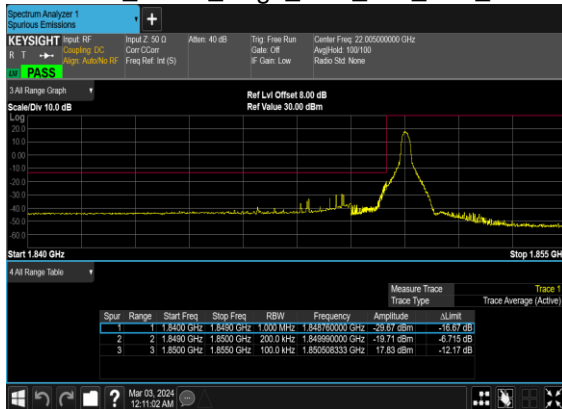 Spectrum Analyzer 1
Spurious Emissions
+
KEYSIGHT
R T
Input: RF
Coupling: DC
Align: Auto/No RF
Input Z: 50 Ω
Corr CCorr
Freq Ref: Int (S)
Atten: 40 dB
Trig: Free Run
Gate: Off
IF Gain: Low
Center Freq: 22.005000000 GHz
Avg|Hold: 100/100
Radio Std: None
PASS
3 All Range Graph
Scale/Div 10.0 dB
Ref Lvl Offset 8.00 dB
Ref Value 30.00 dBm
Log
20.0
10.0
0.00
-10.0
-20.0
-30.0
-40.0
-50.0
-60.0
Start 1.840 GHz
Stop 1.855 GH
4 All Range Table
Measure Trace Trace 1
Trace Type Trace Average (Active)
Spur Range Start Freq Stop Freq RBW Frequency Amplitude ΔLimit
1 1 1.8400 GHz 1.8490 GHz 1.000 MHz 1.848760000 GHz -29.67 dBm -16.67 dB
2 2 1.8490 GHz 1.8500 GHz 200.0 kHz 1.849990000 GHz -19.71 dBm -6.715 dB
3 3 1.8500 GHz 1.8550 GHz 100.0 kHz 1.850508333 GHz 17.83 dBm -12.17 dB
?
Mar 03, 2024
12:11:02 AM